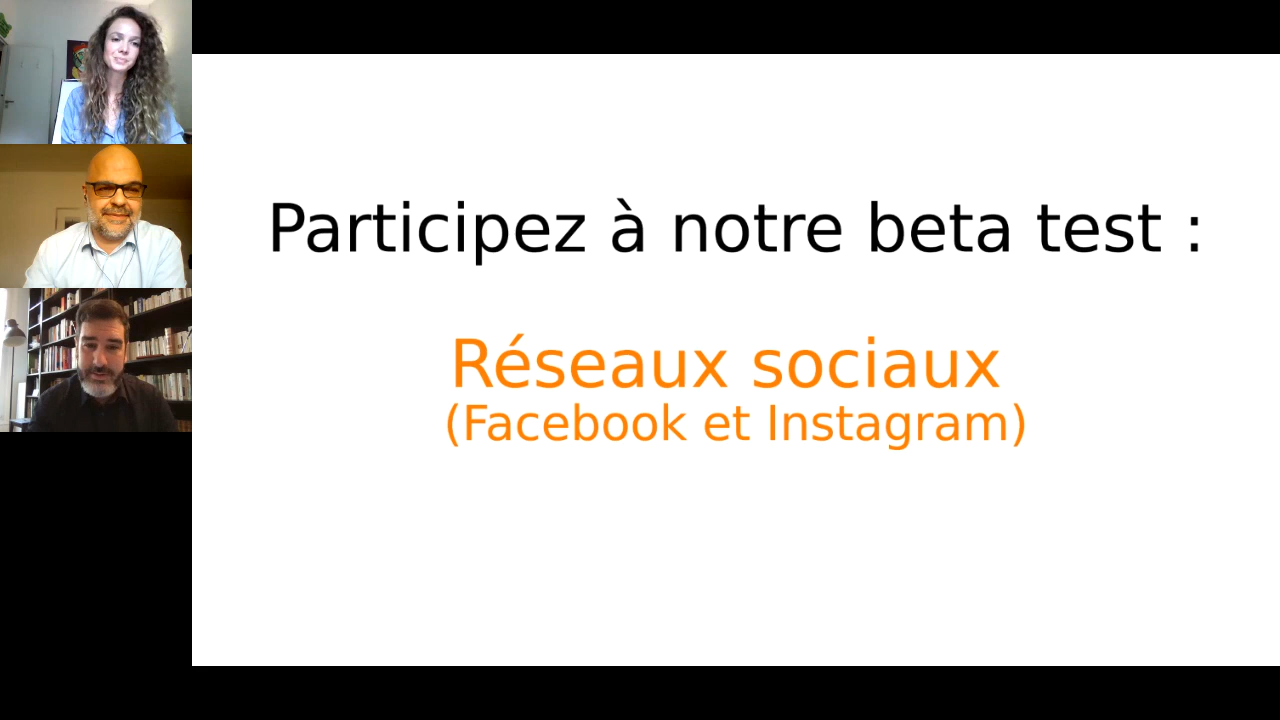 Participez à notre beta test :
Réseaux sociaux
(Facebook et Instagram)